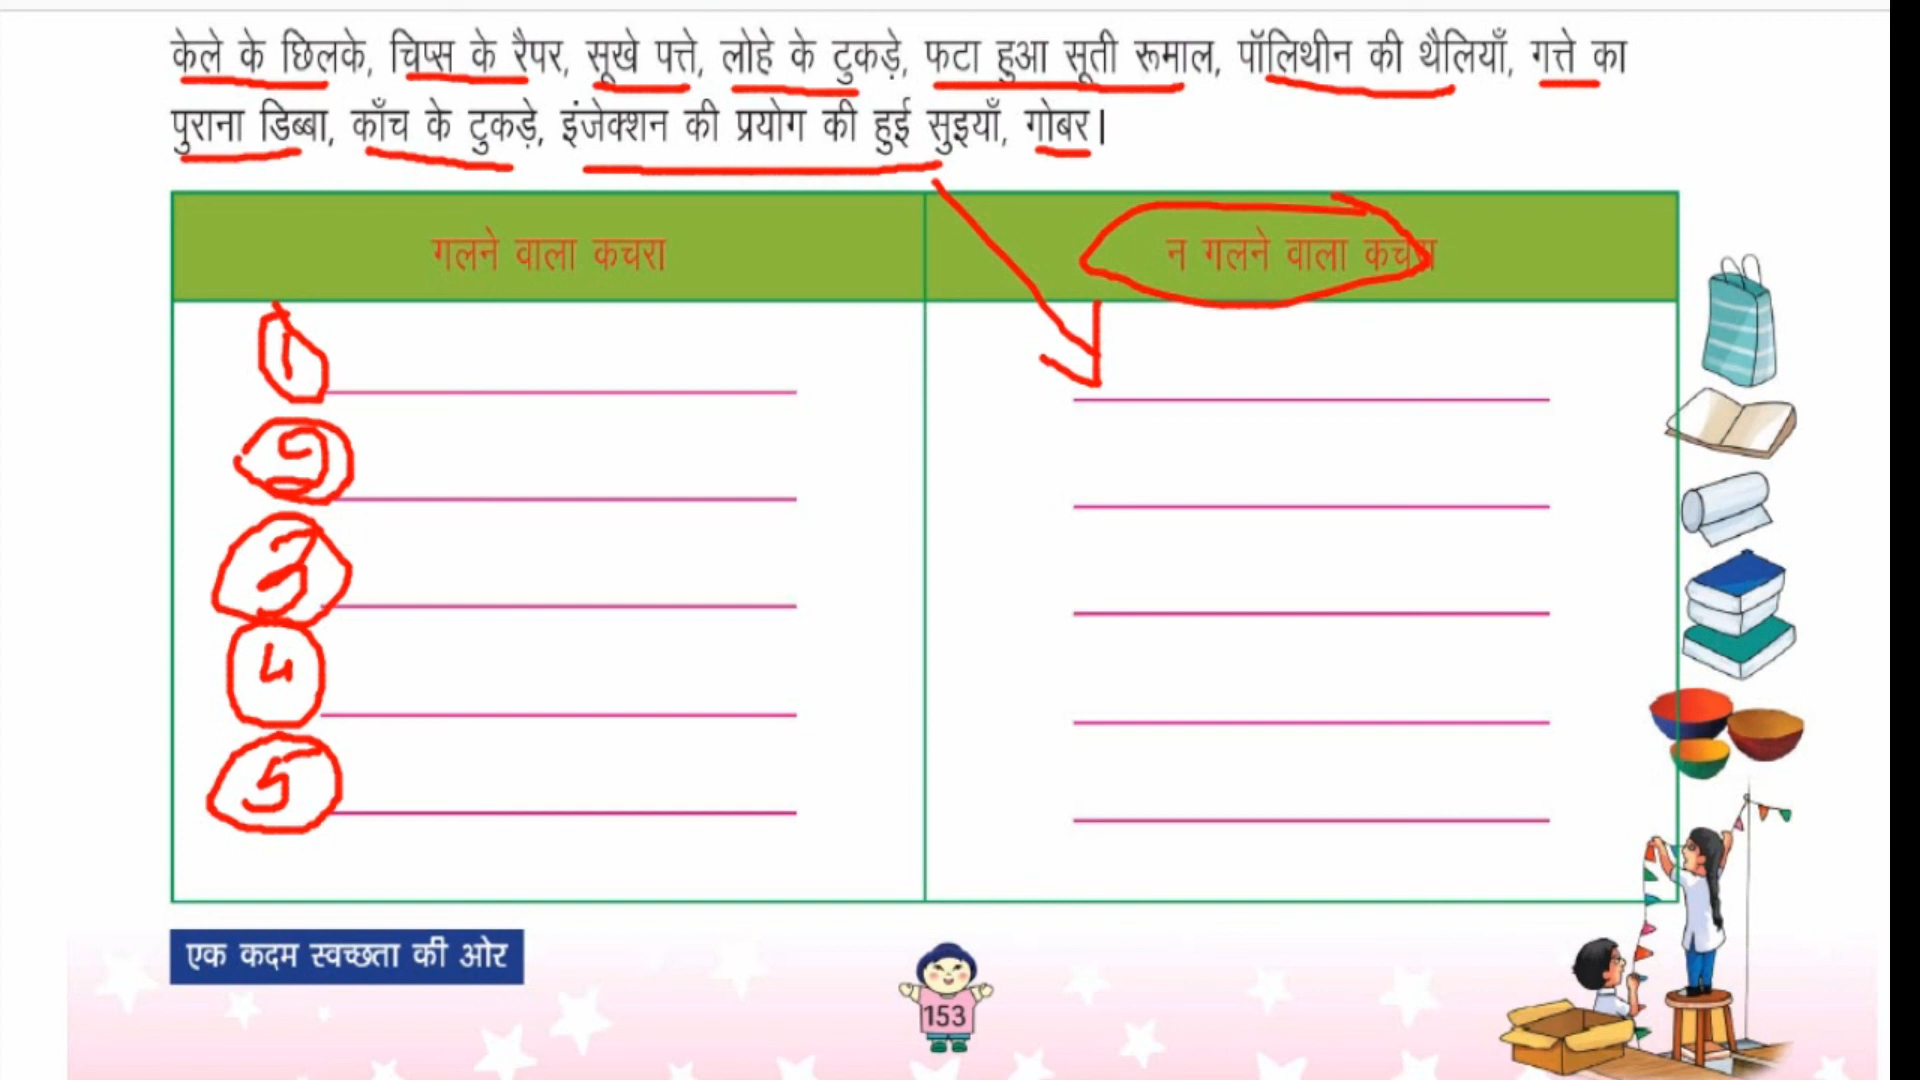 केले के छिलके, चिप्स के रैपर, सूखे पत्ते, लोहे के टुकड़े, फटा हुआ सूती रूमाल, पॉलिथीन की थैलियाँ, गत्ते का
पुराना डिब्बा, काँच के टुकड़े, इंजेक्शन की प्रयोग की हुई सुइयाँ, गोबर।
गलने वाला कचरा
न गलने वाला कचरा
1
2
3
4
5
एक कदम स्वच्छता की ओर
153